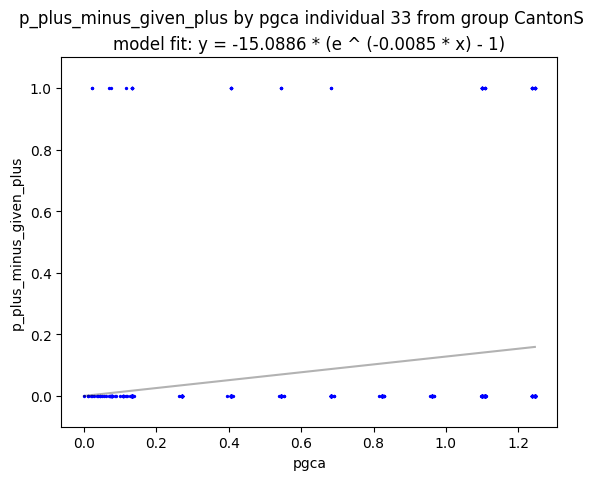 p_plus_minus_given_plus by pgca individual 33 from group CantonS
model fit: y = -15.0886 * (e ^ (-0.0085 * x) - 1)
1.0
0.8
0.6
0.4
0.2
0.0
p_plus_minus_given_plus
0.0 0.2 0.4 0.6 0.8 1.0 1.2
pgca